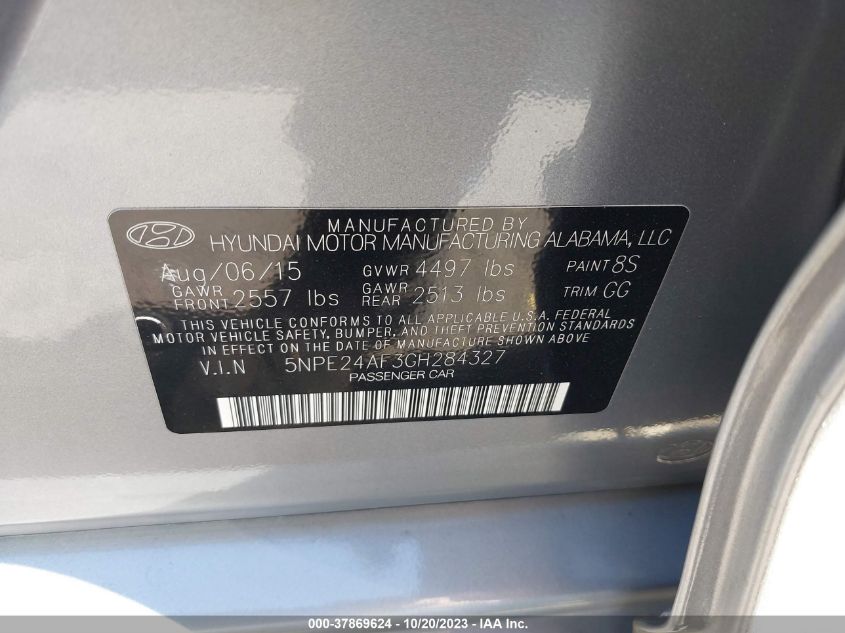 MANUFACTURED BY
HYUNDAI MOTOR MANUFACTURING ALABAMA, LLC
Aug/06/15 GVWR 4497 lbs PAINT 8S
GAWR FRONT 2557 lbs GAWR REAR 2513 lbs TRIM GG
THIS VEHICLE CONFORMS TO ALL APPLICABLE U.S.A. FEDERAL
MOTOR VEHICLE SAFETY, BUMPER, AND THEFT PREVENTION STANDARDS
IN EFFECT ON THE DATE OF MANUFACTURE SHOWN ABOVE.
V.I.N 5NPE24AF3GH284327
PASSENGER CAR
000-37869624 - 10/20/2023 - © IAA, Inc.